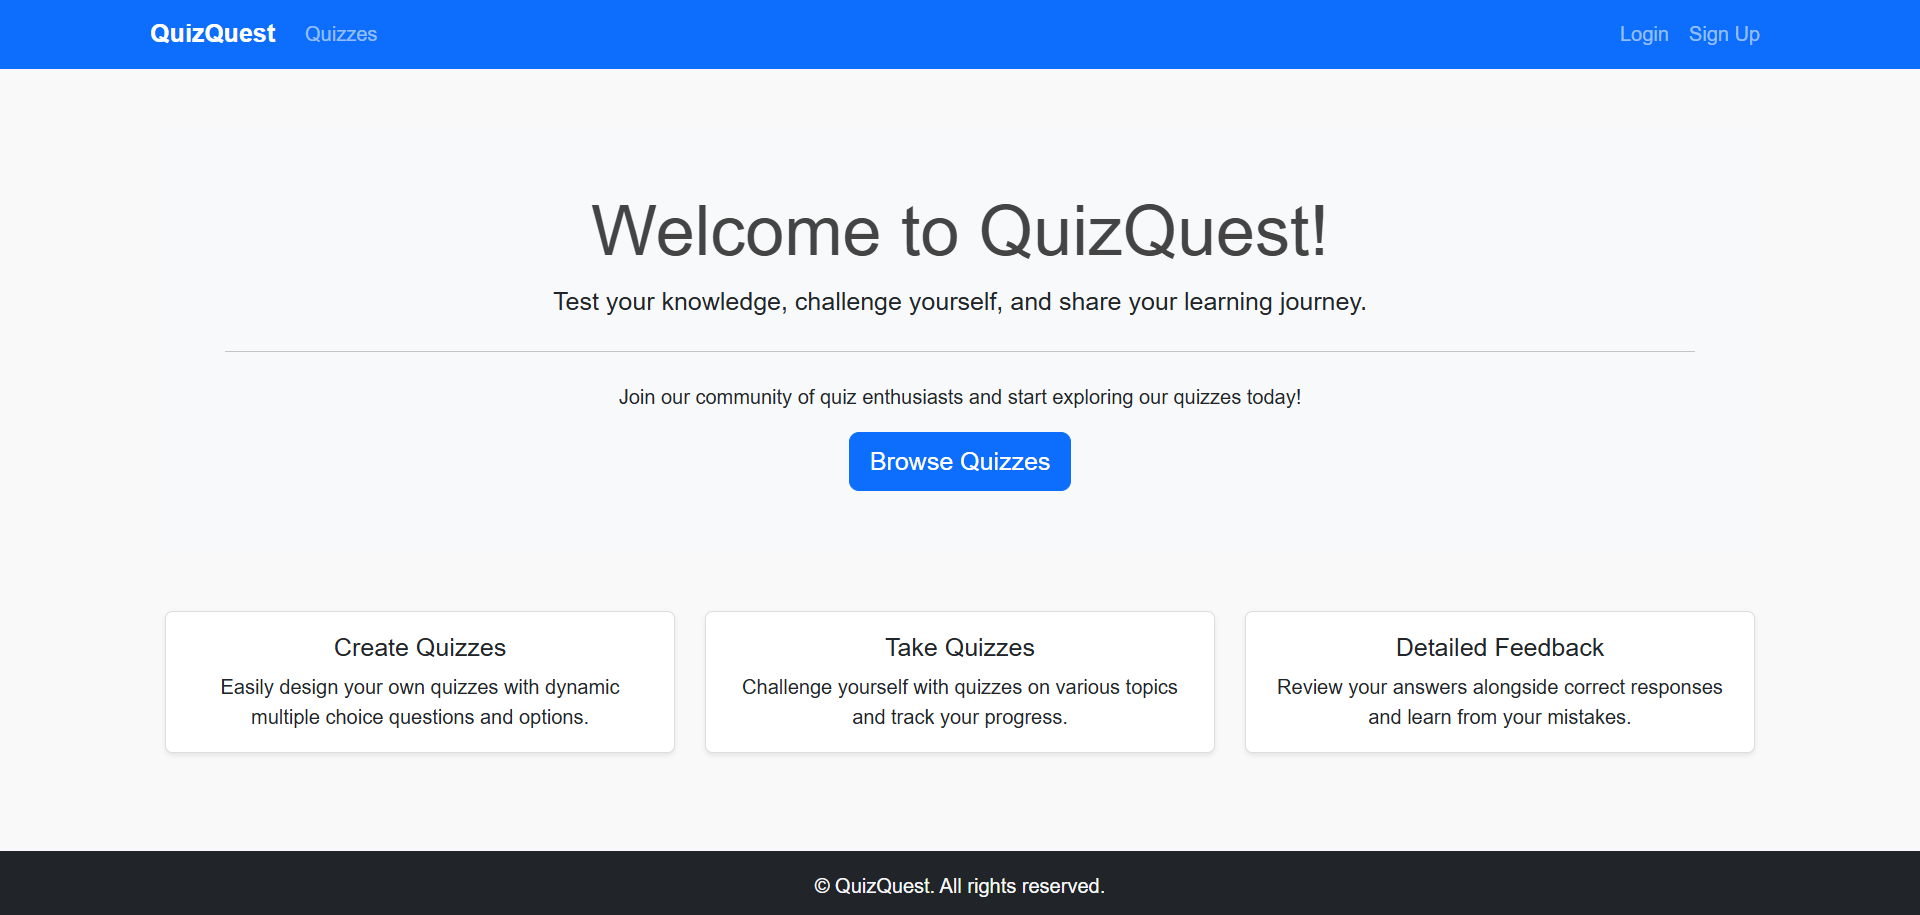 QuizQuest Quizzes Login Sign Up
Welcome to QuizQuest!
Test your knowledge, challenge yourself, and share your learning journey.
Join our community of quiz enthusiasts and start exploring our quizzes today!
Browse Quizzes
Create Quizzes
Easily design your own quizzes with dynamic
multiple choice questions and options.
Take Quizzes
Challenge yourself with quizzes on various topics
and track your progress.
Detailed Feedback
Review your answers alongside correct responses
and learn from your mistakes.
© QuizQuest. All rights reserved.